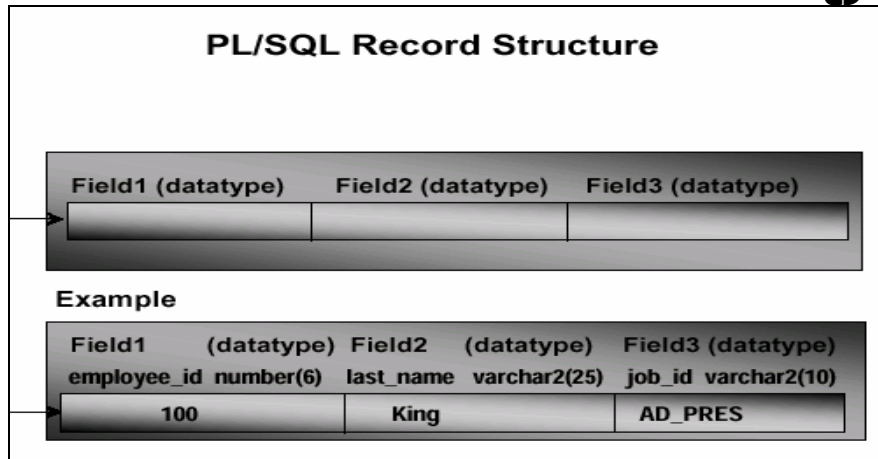 PL/SQL Record Structure
Field1 (datatype) Field2 (datatype) Field3 (datatype)
Example
Field1 (datatype) Field2 (datatype) Field3 (datatype)
employee_id number(6) last_name varchar2(25) job_id varchar2(10)
100 King AD_PRES